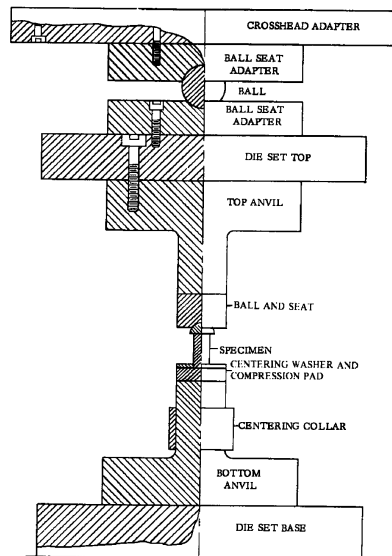 CROSSHEAD ADAPTER
BALL SEAT
ADAPTER
BALL
BALL SEAT
ADAPTER
DIE SET TOP
TOP ANVIL
BALL AND SEAT
SPECIMEN
CENTERING WASHER AND
COMPRESSION PAD
CENTERING COLLAR
BOTTOM
ANVIL
DIE SET BASE